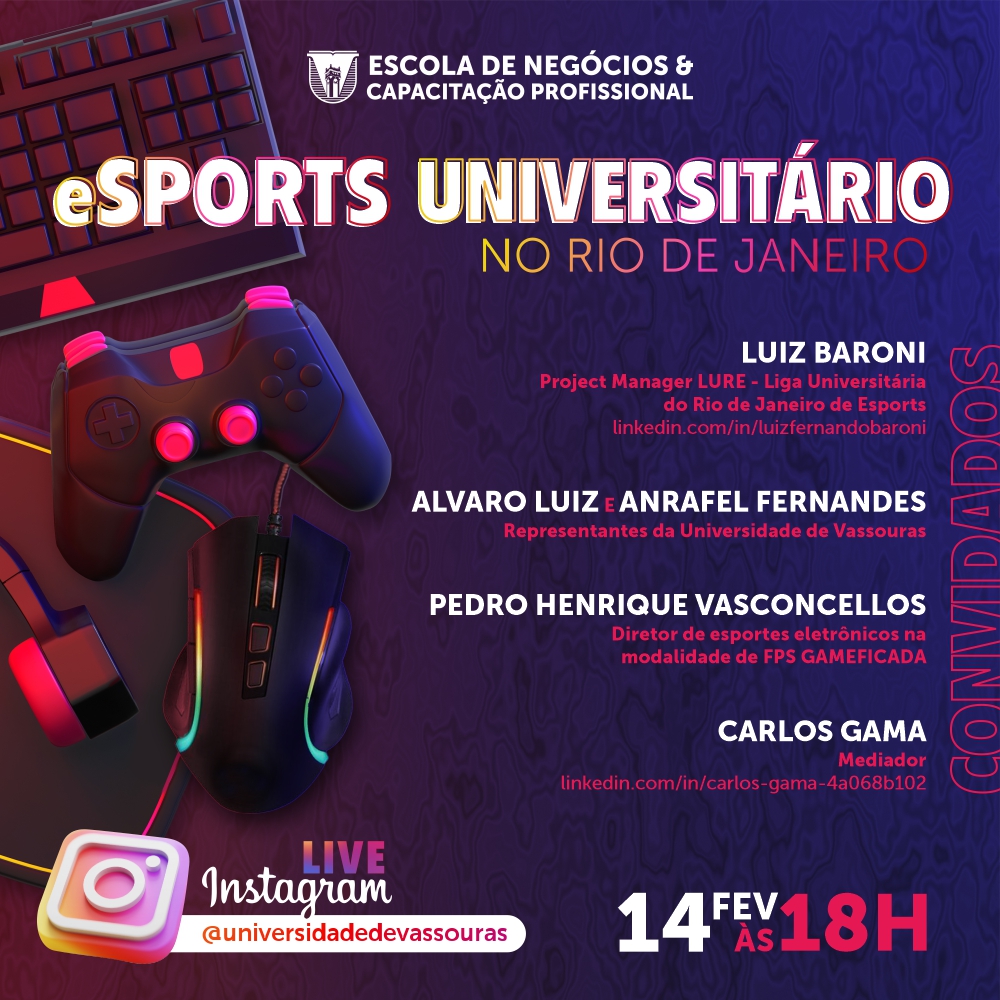 ESCOLA DE NEGÓCIOS &
CAPACITAÇÃO PROFISSIONAL
eSPORTS UNIVERSITÁRIO
NO RIO DE JANEIRO
CONVIDADOS
LUIZ BARONI
Project Manager LURE - Liga Universitária
do Rio de Janeiro de Esports
linkedin.com/in/luizfernandobaroni
ALVARO LUIZ E ANRAFEL FERNANDES
Representantes da Universidade de Vassouras
PEDRO HENRIQUE VASCONCELLOS
Diretor de esportes eletrônicos na
modalidade de FPS GAMEFICADA
CARLOS GAMA
Mediador
linkedin.com/in/carlos-gama-4a068b102
LIVE
Instagram
@universidadedevassouras
14 FEV ÀS 18H